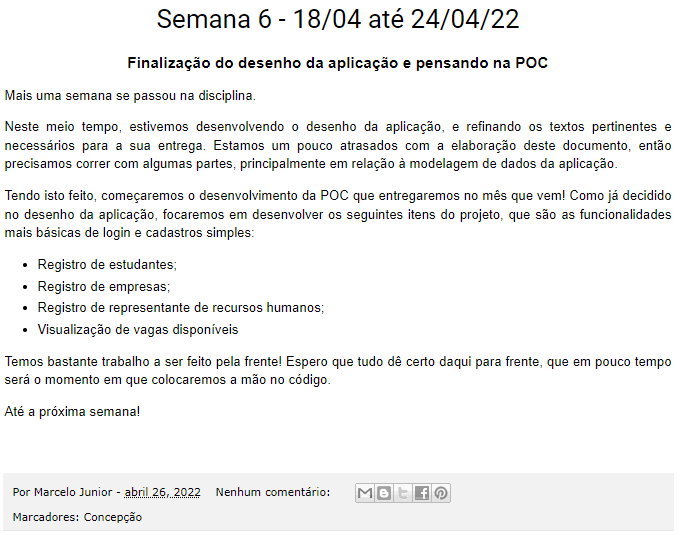 Semana 6 - 18/04 até 24/04/22
Finalização do desenho da aplicação e pensando na POC
Mais uma semana se passou na disciplina.
Neste meio tempo, estivemos desenvolvendo o desenho da aplicação, e refinando os textos pertinentes e
necessários para a sua entrega. Estamos um pouco atrasados com a elaboração deste documento, então
precisamos correr com algumas partes, principalmente em relação à modelagem de dados da aplicação.
Tendo isto feito, começaremos o desenvolvimento da POC que entregaremos no mês que vem! Como já decidido
no desenho da aplicação, focaremos em desenvolver os seguintes itens do projeto, que são as funcionalidades
mais básicas de login e cadastros simples:
• Registro de estudantes;
• Registro de empresas;
• Registro de representante de recursos humanos;
• Visualização de vagas disponíveis
Temos bastante trabalho a ser feito pela frente! Espero que tudo dê certo daqui para frente, que em pouco tempo
será o momento em que colocaremos a mão no código.
Até a próxima semana!
Por Marcelo Junior - abril 26, 2022 Nenhum comentário:
Marcadores: Concepção